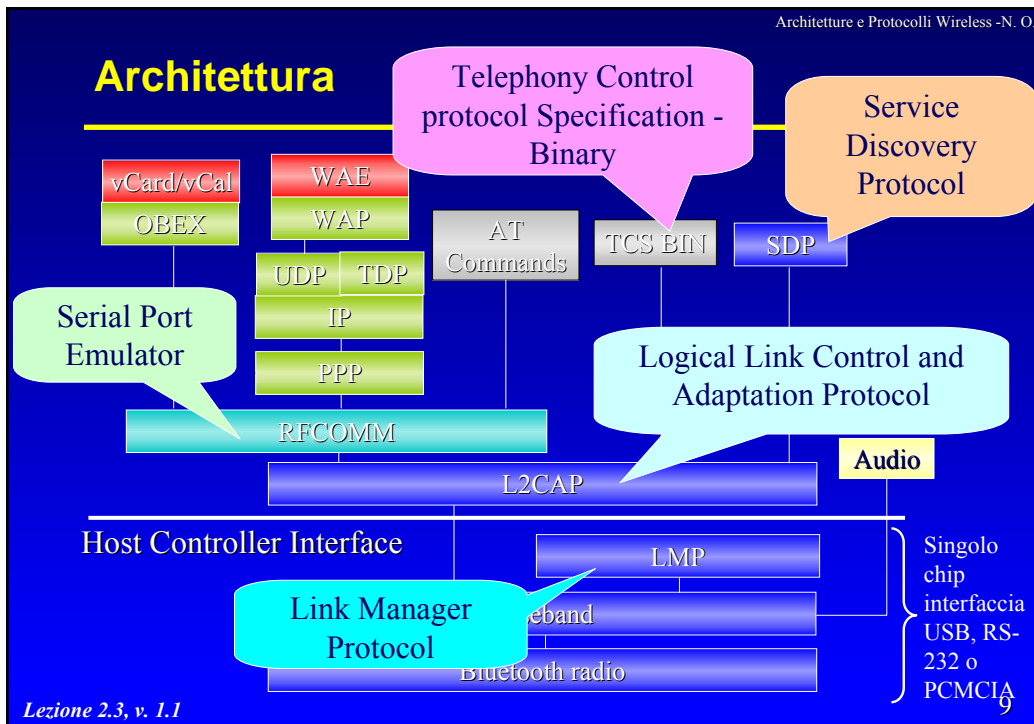 Architetture e Protocolli Wireless -N. O.
Architettura
Telephony Control
protocol Specification -
Binary
Service
Discovery
Protocol
vCard/vCal
OBEX
WAE
WAP
AT
Commands
TCS BIN
SDP
UDP
TDP
IP
PPP
Serial Port
Emulator
Logical Link Control and
Adaptation Protocol
RFCOMM
Audio
L2CAP
Host Controller Interface
LMP
Link Manager
Protocol
seband
Bluetooth radio
Singolo
chip
interfaccia
USB, RS-
232 o
PCMCIA
Lezione 2.3, v. 1.1
9